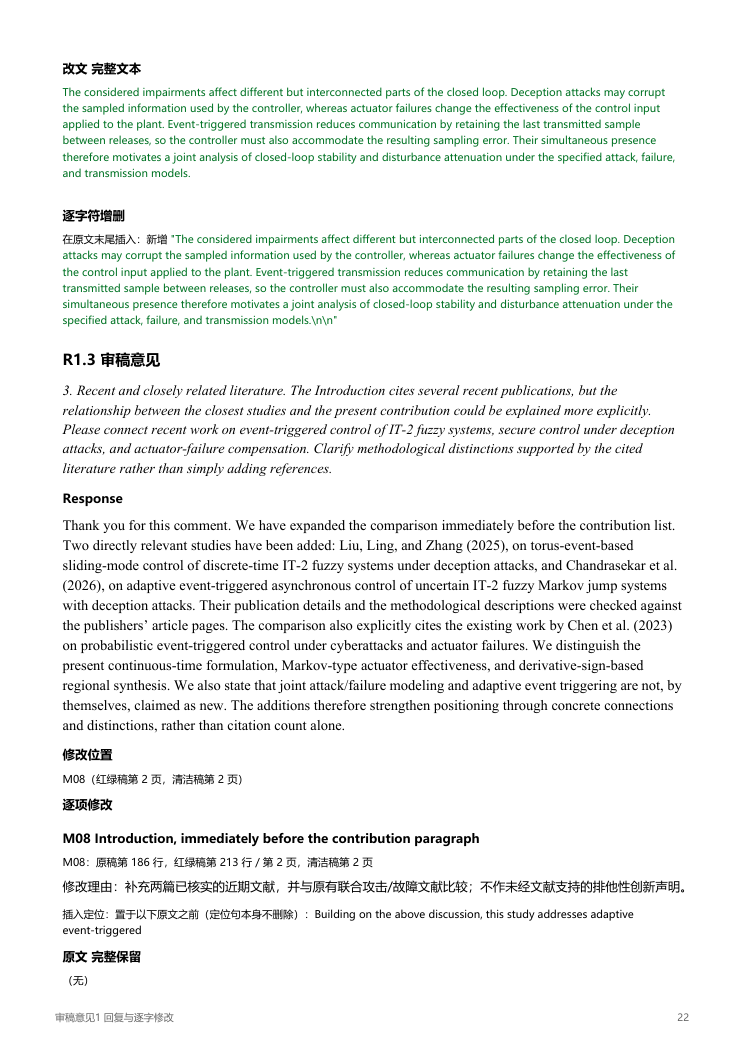 改文 完整文本
The considered impairments affect different but interconnected parts of the closed loop. Deception attacks may corrupt
the sampled information used by the controller, whereas actuator failures change the effectiveness of the control input
applied to the plant. Event-triggered transmission reduces communication by retaining the last transmitted sample
between releases, so the controller must also accommodate the resulting sampling error. Their simultaneous presence
therefore motivates a joint analysis of closed-loop stability and disturbance attenuation under the specified attack, failure,
and transmission models.
逐字符增删
在原文末尾插入：新增 "The considered impairments affect different but interconnected parts of the closed loop. Deception
attacks may corrupt the sampled information used by the controller, whereas actuator failures change the effectiveness of
the control input applied to the plant. Event-triggered transmission reduces communication by retaining the last
transmitted sample between releases, so the controller must also accommodate the resulting sampling error. Their
simultaneous presence therefore motivates a joint analysis of closed-loop stability and disturbance attenuation under the
specified attack, failure, and transmission models.\n\n"
R1.3 审稿意见
3. Recent and closely related literature. The Introduction cites several recent publications, but the
relationship between the closest studies and the present contribution could be explained more explicitly.
Please connect recent work on event-triggered control of IT-2 fuzzy systems, secure control under deception
attacks, and actuator-failure compensation. Clarify methodological distinctions supported by the cited
literature rather than simply adding references.
Response
Thank you for this comment. We have expanded the comparison immediately before the contribution list.
Two directly relevant studies have been added: Liu, Ling, and Zhang (2025), on torus-event-based
sliding-mode control of discrete-time IT-2 fuzzy systems under deception attacks, and Chandrasekar et al.
(2026), on adaptive event-triggered asynchronous control of uncertain IT-2 fuzzy Markov jump systems
with deception attacks. Their publication details and the methodological descriptions were checked against
the publishers’ article pages. The comparison also explicitly cites the existing work by Chen et al. (2023)
on probabilistic event-triggered control under cyberattacks and actuator failures. We distinguish the
present continuous-time formulation, Markov-type actuator effectiveness, and derivative-sign-based
regional synthesis. We also state that joint attack/failure modeling and adaptive event triggering are not, by
themselves, claimed as new. The additions therefore strengthen positioning through concrete connections
and distinctions, rather than citation count alone.
修改位置
M08（红绿稿第 2 页，清洁稿第 2 页）
逐项修改
M08 Introduction, immediately before the contribution paragraph
M08：原稿第 186 行，红绿稿第 213 行 / 第 2 页，清洁稿第 2 页
修改理由：补充两篇已核实的近期文献，并与原有联合攻击/故障文献比较；不作未经文献支持的排他性创新声明。
插入定位：置于以下原文之前（定位句本身不删除）：Building on the above discussion, this study addresses adaptive
event-triggered
原文 完整保留
（无）
审稿意见1 回复与逐字修改
22